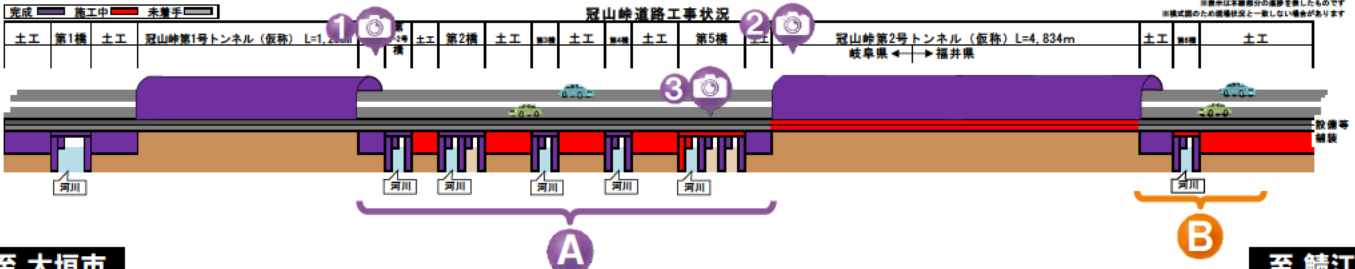 完成 施工中 未着手
冠山峠道路工事状況
※表示は本線部分の進捗を表したものです
※模式図のため現場状況と一致しない場合があります
土工 第1橋 土工 冠山峠第1号トンネル（仮称） 土工 第2橋 土工 第3橋 土工 第4橋 土工 第5橋 土工 冠山峠第2号トンネル（仮称）L=4,834m 土工 第6橋 土工
岐阜県 福井県
1
2
3
設備等
舗装
河川 河川 河川 河川 河川 河川 河川
A
B
至 大垣市
至 鯖江